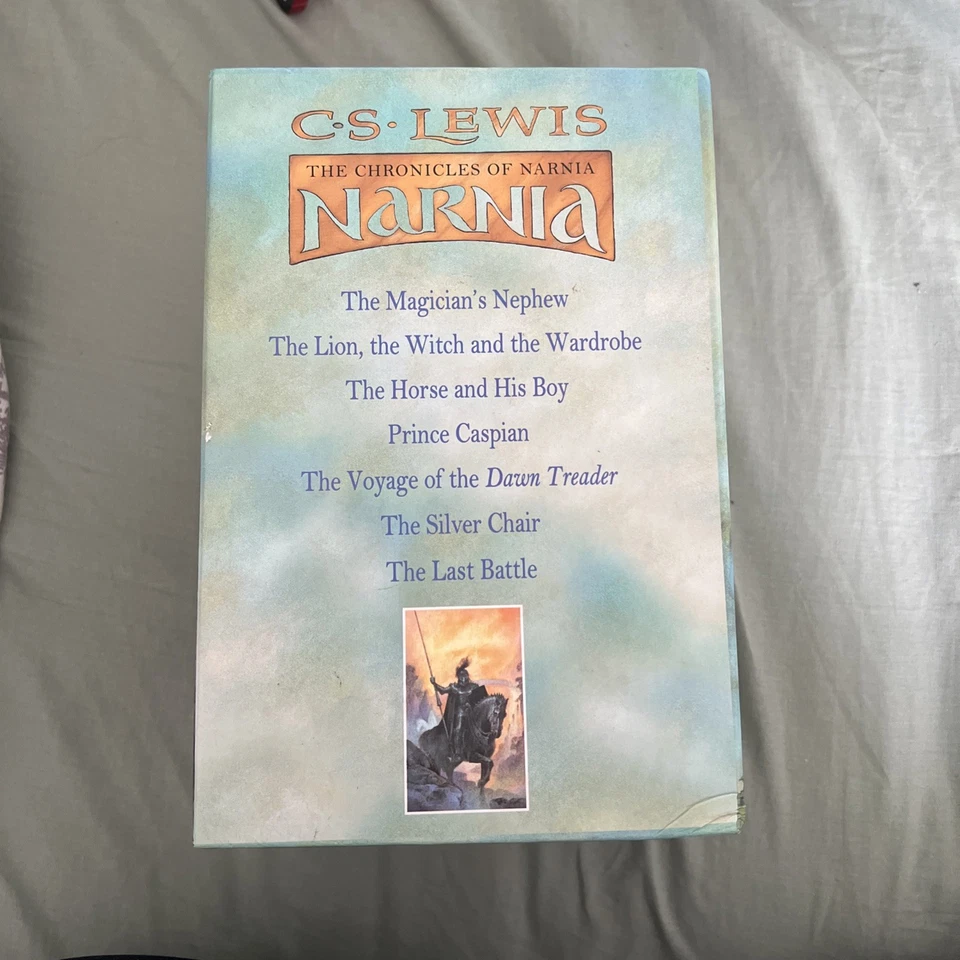 C·S·LEWIS
THE CHRONICLES OF NARNIA
NARNIA
The Magician's Nephew
The Lion, the Witch and the Wardrobe
The Horse and His Boy
Prince Caspian
The Voyage of the Dawn Treader
The Silver Chair
The Last Battle